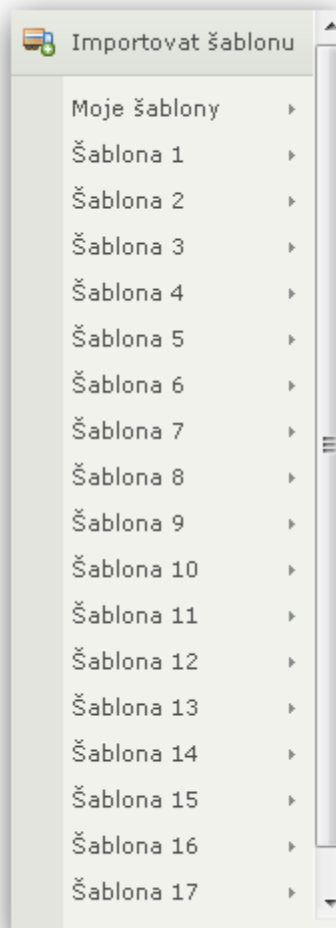 Importovat šablonu
Moje šablony
Šablona 1
Šablona 2
Šablona 3
Šablona 4
Šablona 5
Šablona 6
Šablona 7
Šablona 8
Šablona 9
Šablona 10
Šablona 11
Šablona 12
Šablona 13
Šablona 14
Šablona 15
Šablona 16
Šablona 17